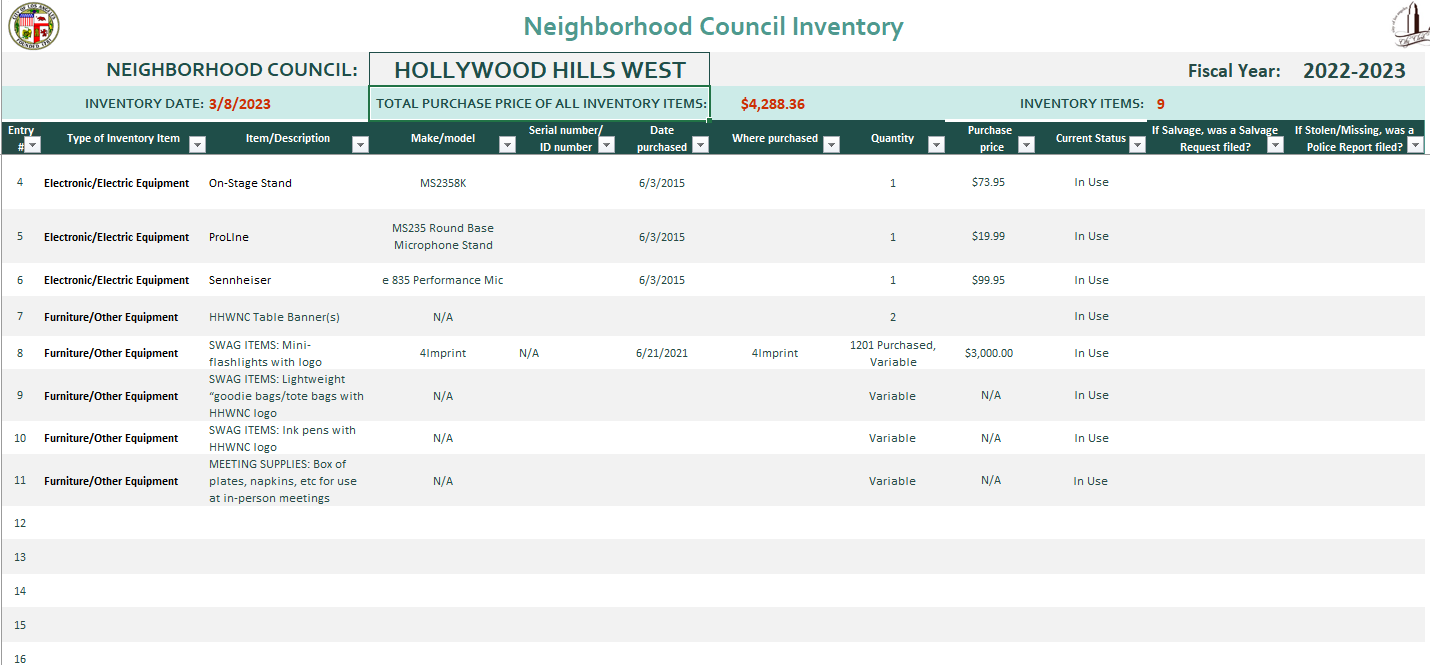 Neighborhood Council Inventory
NEIGHBORHOOD COUNCIL: HOLLYWOOD HILLS WEST Fiscal Year: 2022-2023
INVENTORY DATE: 3/8/2023 TOTAL PURCHASE PRICE OF ALL INVENTORY ITEMS: $4,288.36 INVENTORY ITEMS: 9
Entry # Type of Inventory Item Item/Description Make/model Serial number/ ID number Date purchased Where purchased Quantity Purchase price Current Status If Salvage, was a Salvage Request filed? If Stolen/Missing, was a Police Report filed?
4 Electronic/Electric Equipment On-Stage Stand MS2358K 6/3/2015 1 $73.95 In Use
5 Electronic/Electric Equipment ProLIne MS235 Round Base Microphone Stand 6/3/2015 1 $19.99 In Use
6 Electronic/Electric Equipment Sennheiser e 835 Performance Mic 6/3/2015 1 $99.95 In Use
7 Furniture/Other Equipment HHWNC Table Banner(s) N/A 2 In Use
8 Furniture/Other Equipment SWAG ITEMS: Mini-flashlights with logo 4Imprint N/A 6/21/2021 4Imprint 1201 Purchased, Variable $3,000.00 In Use
9 Furniture/Other Equipment SWAG ITEMS: Lightweight “goodie bags/tote bags with HHWNC logo N/A Variable N/A In Use
10 Furniture/Other Equipment SWAG ITEMS: Ink pens with HHWNC logo N/A Variable N/A In Use
11 Furniture/Other Equipment MEETING SUPPLIES: Box of plates, napkins, etc for use at in-person meetings N/A Variable N/A In Use
12
13
14
15
16